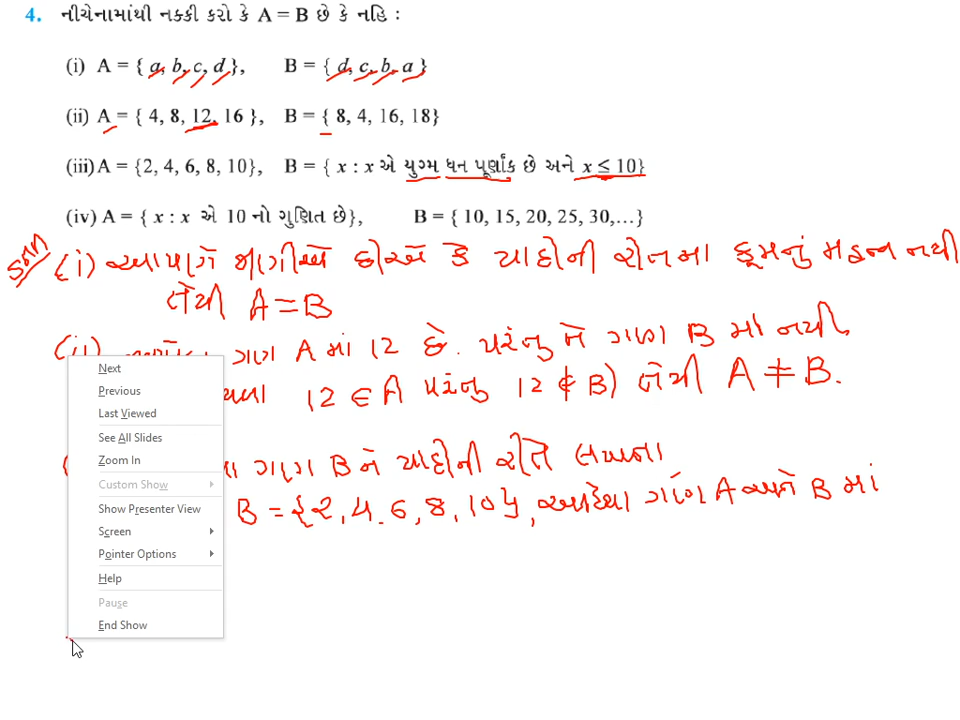 4. નીચેનામાંથી નક્કી કરો કે A = B છે કે નહિ :
(i) A = { a, b, c, d }, B = { d, c, b, a }
(ii) A = { 4, 8, 12, 16 }, B = { 8, 4, 16, 18}
(iii) A = {2, 4, 6, 8, 10}, B = { x : x એ યુગ્મ ધન પૂર્ણાંક છે અને x ≤ 10}
(iv) A = { x : x એ 10 નો ગુણિત છે}, B = { 10, 15, 20, 25, 30,...}
(i) આપણે જાણીએ છીએ કે યાદીની રીતમાં ક્રમનું મહત્વ નથી
તેથી A = B
(ii) ગણ A માં 12 છે. પરંતુ તે ગણ B માં નથી
12 ∈ A પરંતુ 12 ∉ B) તેથી A ≠ B.
ગણ B ને યાદીની રીતે લખતા
B = {2, 4, 6, 8, 10}, ગણ A અને B માં
Next
Previous
Last Viewed
See All Slides
Zoom In
Custom Show
Show Presenter View
Screen
Pointer Options
Help
Pause
End Show